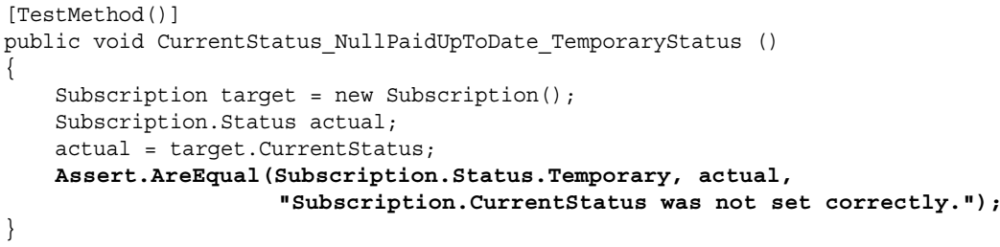 [TestMethod()]
public void CurrentStatus_NullPaidUpToDate_TemporaryStatus ()
{
    Subscription target = new Subscription();
    Subscription.Status actual;
    actual = target.CurrentStatus;
    Assert.AreEqual(Subscription.Status.Temporary, actual,
                    "Subscription.CurrentStatus was not set correctly.");
}